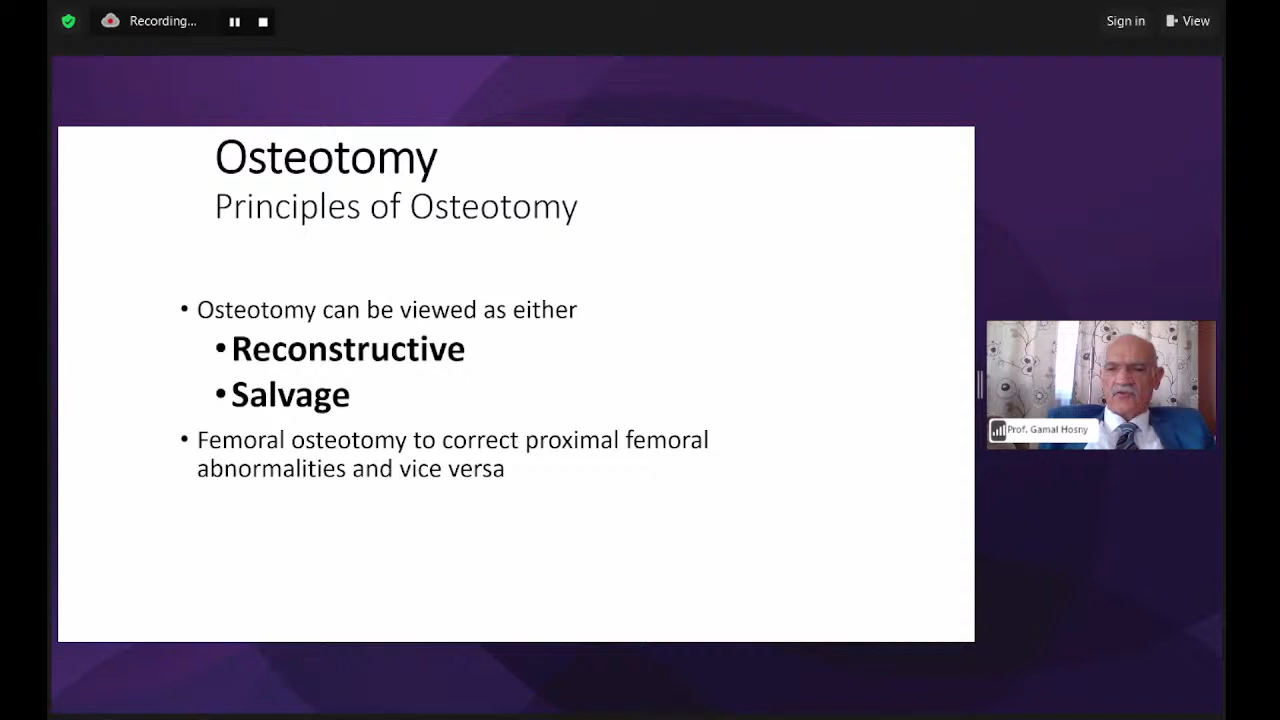 Recording...
Sign in
View
Osteotomy
Principles of Osteotomy
• Osteotomy can be viewed as either
• Reconstructive
• Salvage
• Femoral osteotomy to correct proximal femoral
abnormalities and vice versa
Prof. Gamal Hosny